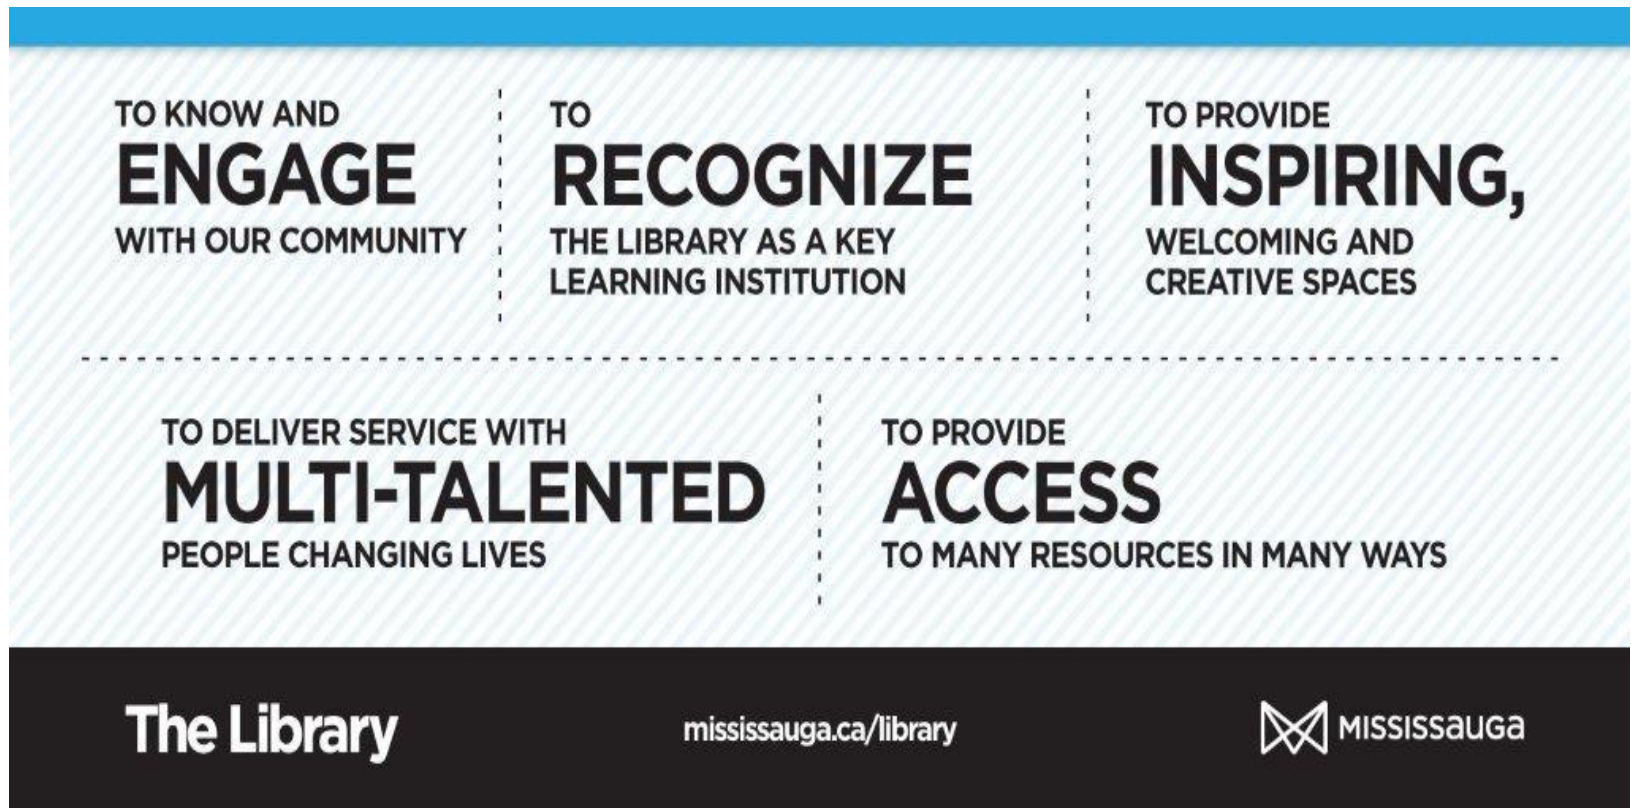 TO KNOW AND
ENGAGE
WITH OUR COMMUNITY
TO
RECOGNIZE
THE LIBRARY AS A KEY
LEARNING INSTITUTION
TO PROVIDE
INSPIRING,
WELCOMING AND
CREATIVE SPACES
TO DELIVER SERVICE WITH
MULTI-TALENTED
PEOPLE CHANGING LIVES
TO PROVIDE
ACCESS
TO MANY RESOURCES IN MANY WAYS
The Library
mississauga.ca/library
MISSISSauGa